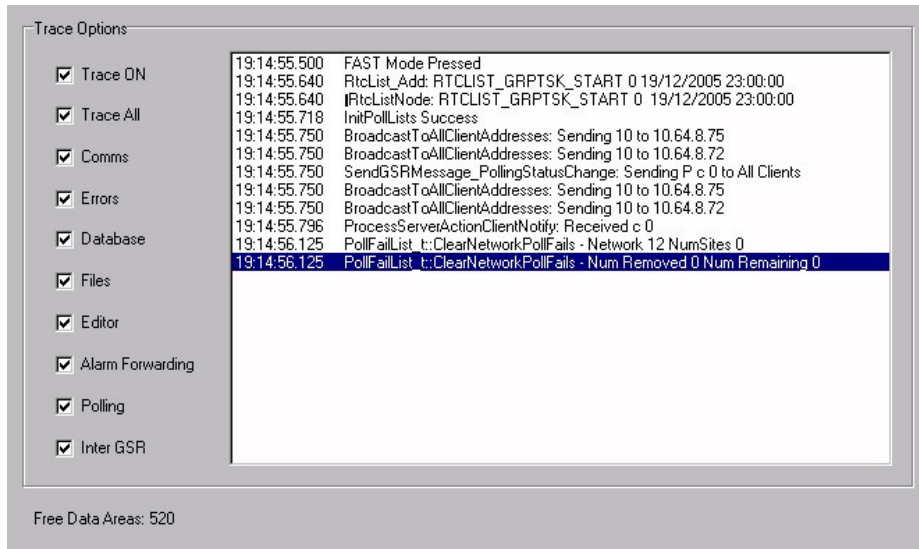 Trace Options
Trace ON
Trace All
Comms
Errors
Database
Files
Editor
Alarm Forwarding
Polling
Inter GSR
19:14:55.500 FAST Mode Pressed
19:14:55.640 RtcList_Add: RTCLIST_GRPTSK_START 0 19/12/2005 23:00:00
19:14:55.640 IRtcListNode: RTCLIST_GRPTSK_START 0 19/12/2005 23:00:00
19:14:55.718 InitPollLists Success
19:14:55.750 BroadcastToAllClientAddresses: Sending 10 to 10.64.8.75
19:14:55.750 BroadcastToAllClientAddresses: Sending 10 to 10.64.8.72
19:14:55.750 SendGSRMessage_PollingStatusChange: Sending P c 0 to All Clients
19:14:55.750 BroadcastToAllClientAddresses: Sending 10 to 10.64.8.75
19:14:55.750 BroadcastToAllClientAddresses: Sending 10 to 10.64.8.72
19:14:55.796 ProcessServerActionClientNotify: Received c 0
19:14:56.125 PollFailList_t::ClearNetworkPollFails - Network 12 NumSites 0
19:14:56.125 PollFailList_t::ClearNetworkPollFails - Num Removed 0 Num Remaining 0
Free Data Areas: 520